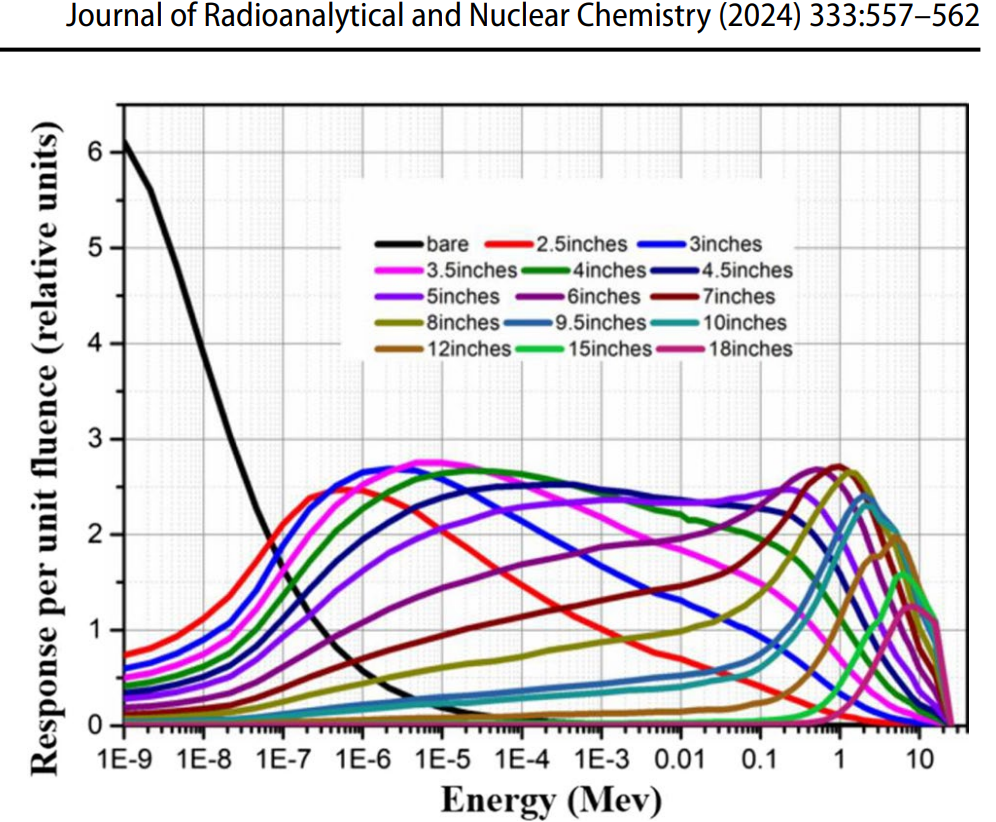 Journal of Radioanalytical and Nuclear Chemistry (2024) 333:557–562
Response per unit fluence (relative units)
6
5
4
3
2
1
0
bare 2.5inches 3inches
3.5inches 4inches 4.5inches
5inches 6inches 7inches
8inches 9.5inches 10inches
12inches 15inches 18inches
1E-9 1E-8 1E-7 1E-6 1E-5 1E-4 1E-3 0.01 0.1 1 10
Energy (Mev)